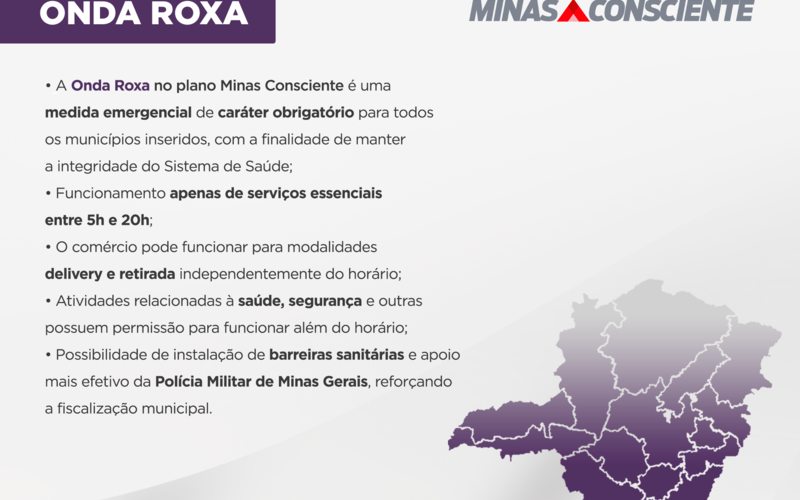 ONDA ROXA
MINAS CONSCIENTE
• A Onda Roxa no plano Minas Consciente é uma
medida emergencial de caráter obrigatório para todos
os municípios inseridos, com a finalidade de manter
a integridade do Sistema de Saúde;
• Funcionamento apenas de serviços essenciais
entre 5h e 20h;
• O comércio pode funcionar para modalidades
delivery e retirada independentemente do horário;
• Atividades relacionadas à saúde, segurança e outras
possuem permissão para funcionar além do horário;
• Possibilidade de instalação de barreiras sanitárias e apoio
mais efetivo da Polícia Militar de Minas Gerais, reforçando
a fiscalização municipal.